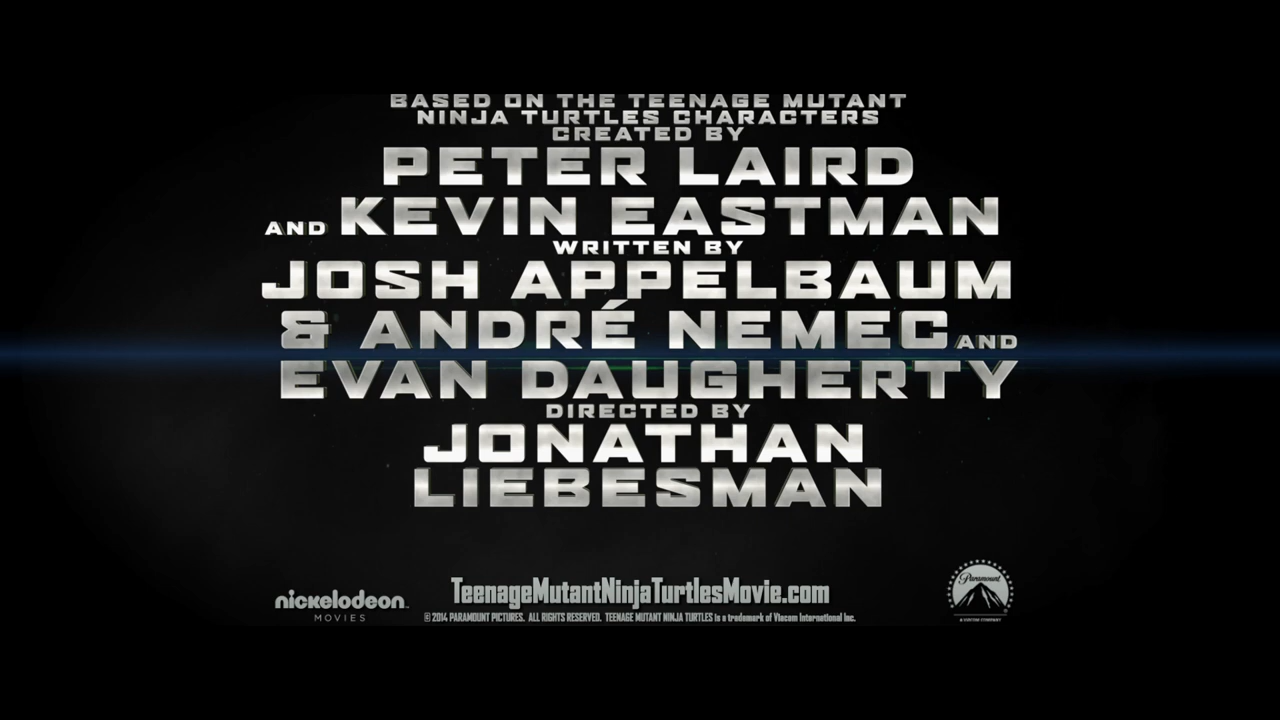 BASED ON THE TEENAGE MUTANT
NINJA TURTLES CHARACTERS
CREATED BY
PETER LAIRD
AND KEVIN EASTMAN
WRITTEN BY
JOSH APPELBAUM
& ANDRÉ NEMEC AND
EVAN DAUGHERTY
DIRECTED BY
JONATHAN
LIEBESMAN
TeenageMutantNinjaTurtlesMovie.com
nickelodeon
MOVIES
© 2014 PARAMOUNT PICTURES. ALL RIGHTS RESERVED. TEENAGE MUTANT NINJA TURTLES is a trademark of Viacom International Inc.
Paramount
A VIACOM COMPANY